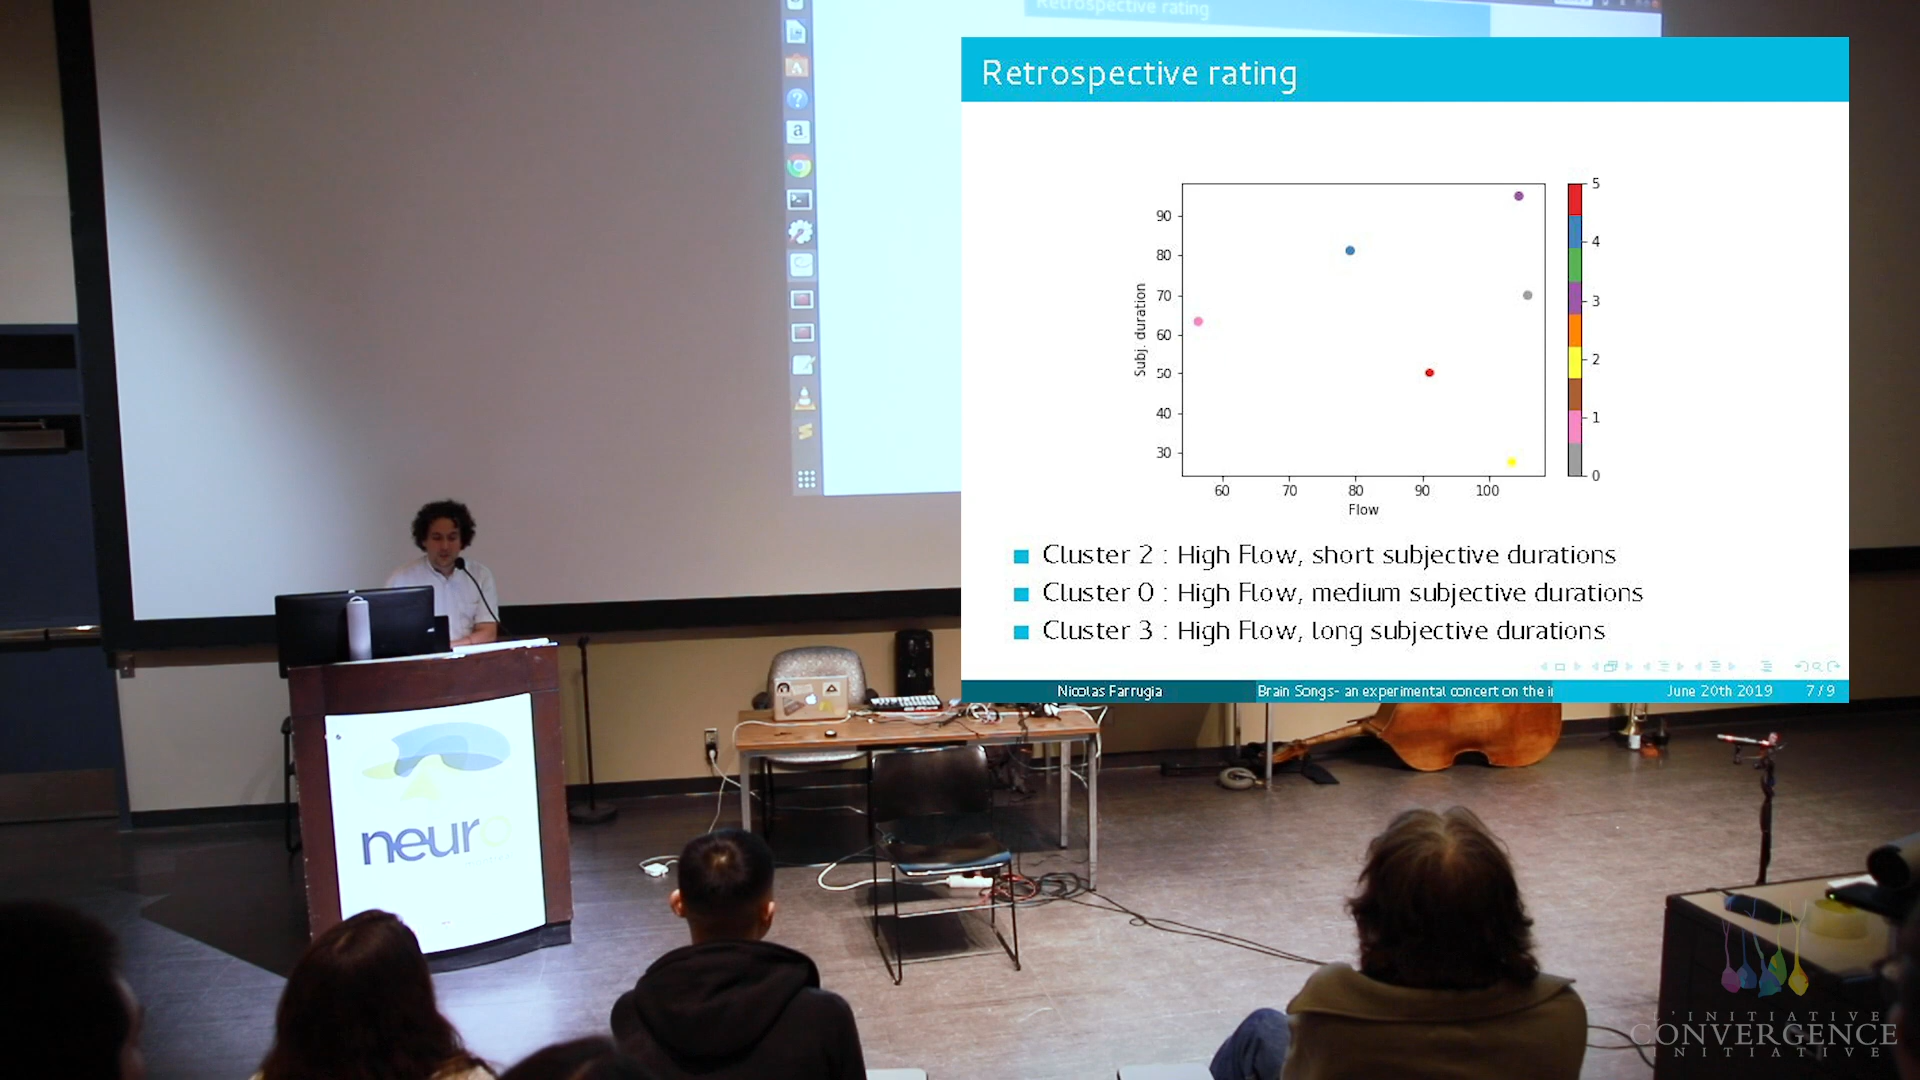 Retrospective rating
Retrospective rating
5
4
3
2
1
0
90
80
70
60
50
40
30
Subj. duration
60 70 80 90 100
Flow
Cluster 2 : High Flow, short subjective durations
Cluster 0 : High Flow, medium subjective durations
Cluster 3 : High Flow, long subjective durations
Nicolas Farrugia
Brain Songs- an experimental concert on the i
June 20th 2019 7 / 9
neuro
L'INITIATIVE
CONVERGENCE
INITIATIVE